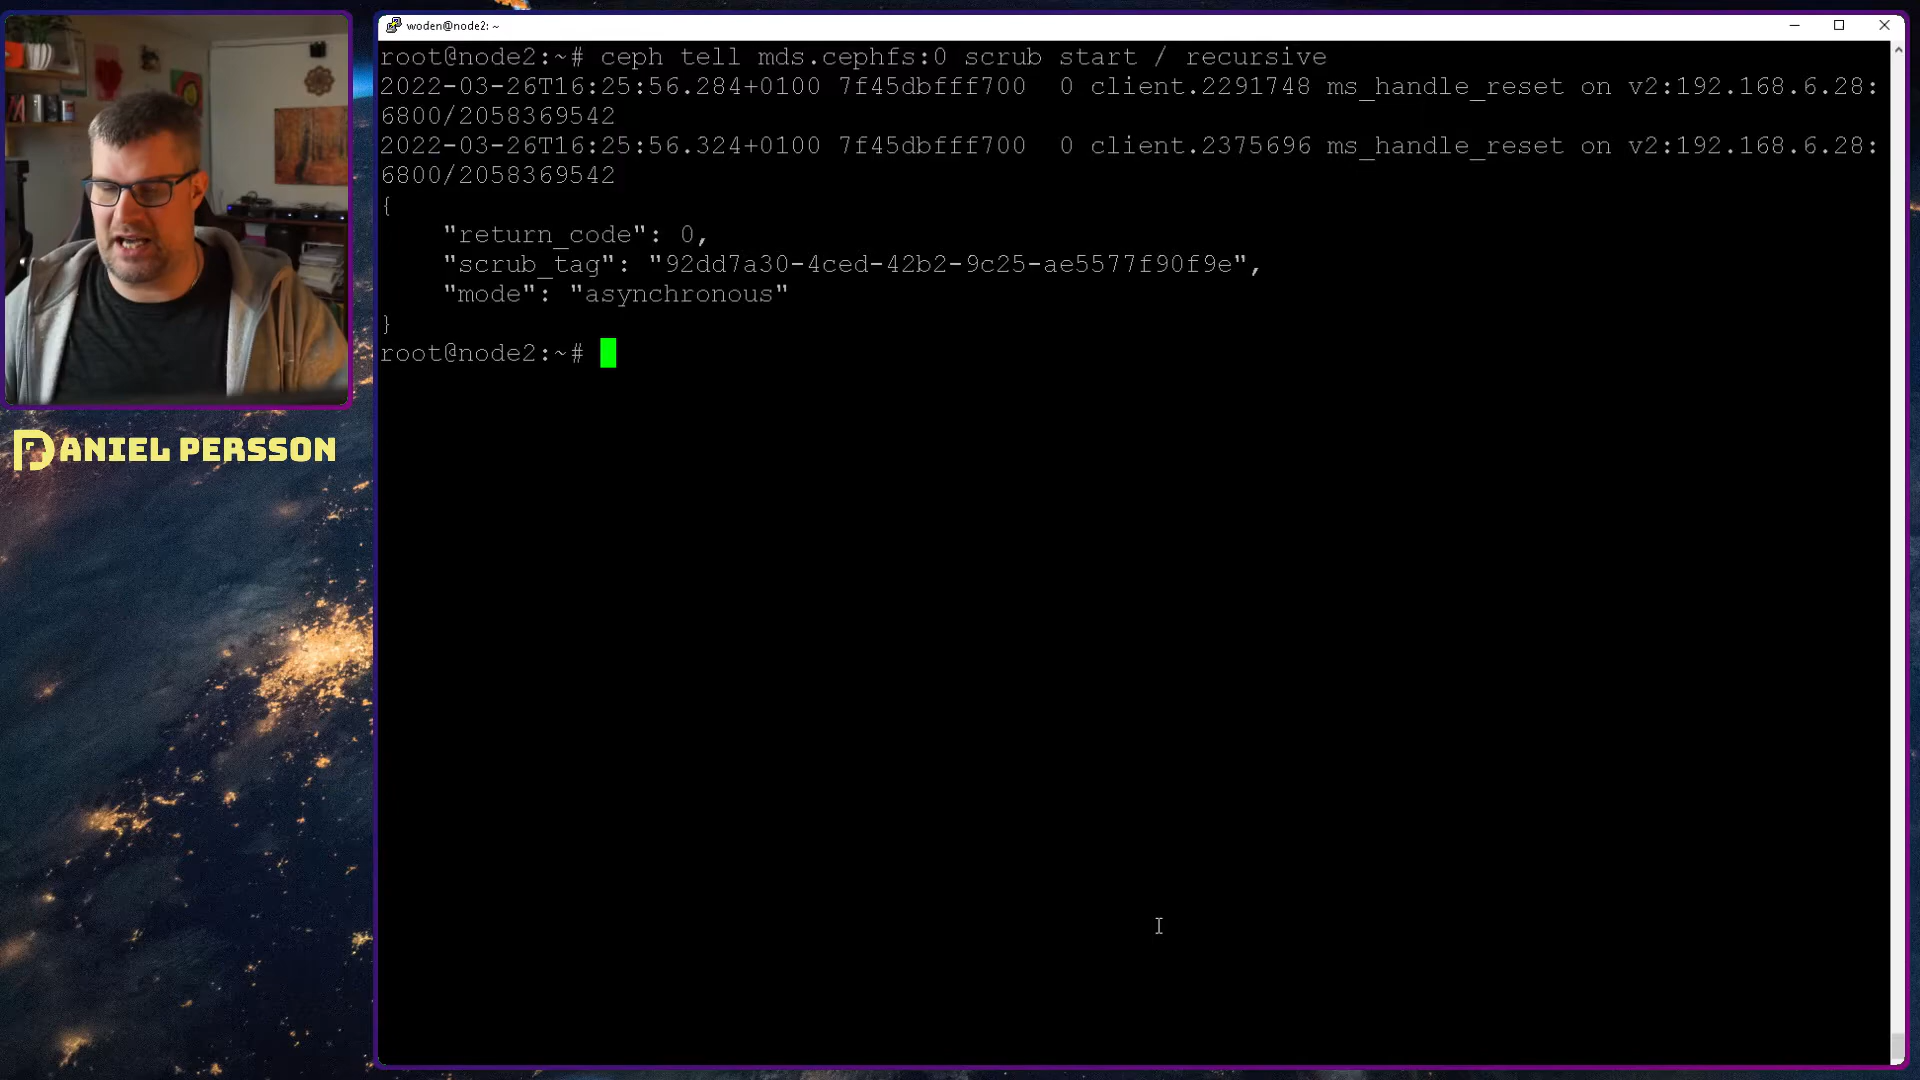 woden@node2: ~
root@node2:~# ceph tell mds.cephfs:0 scrub start / recursive
2022-03-26T16:25:56.284+0100 7f45dbfff700  0 client.2291748 ms_handle_reset on v2:192.168.6.28:
6800/2058369542
2022-03-26T16:25:56.324+0100 7f45dbfff700  0 client.2375696 ms_handle_reset on v2:192.168.6.28:
6800/2058369542
{
    "return_code": 0,
    "scrub_tag": "92dd7a30-4ced-42b2-9c25-ae5577f90f9e",
    "mode": "asynchronous"
}
root@node2:~#
DANIEL PERSSON